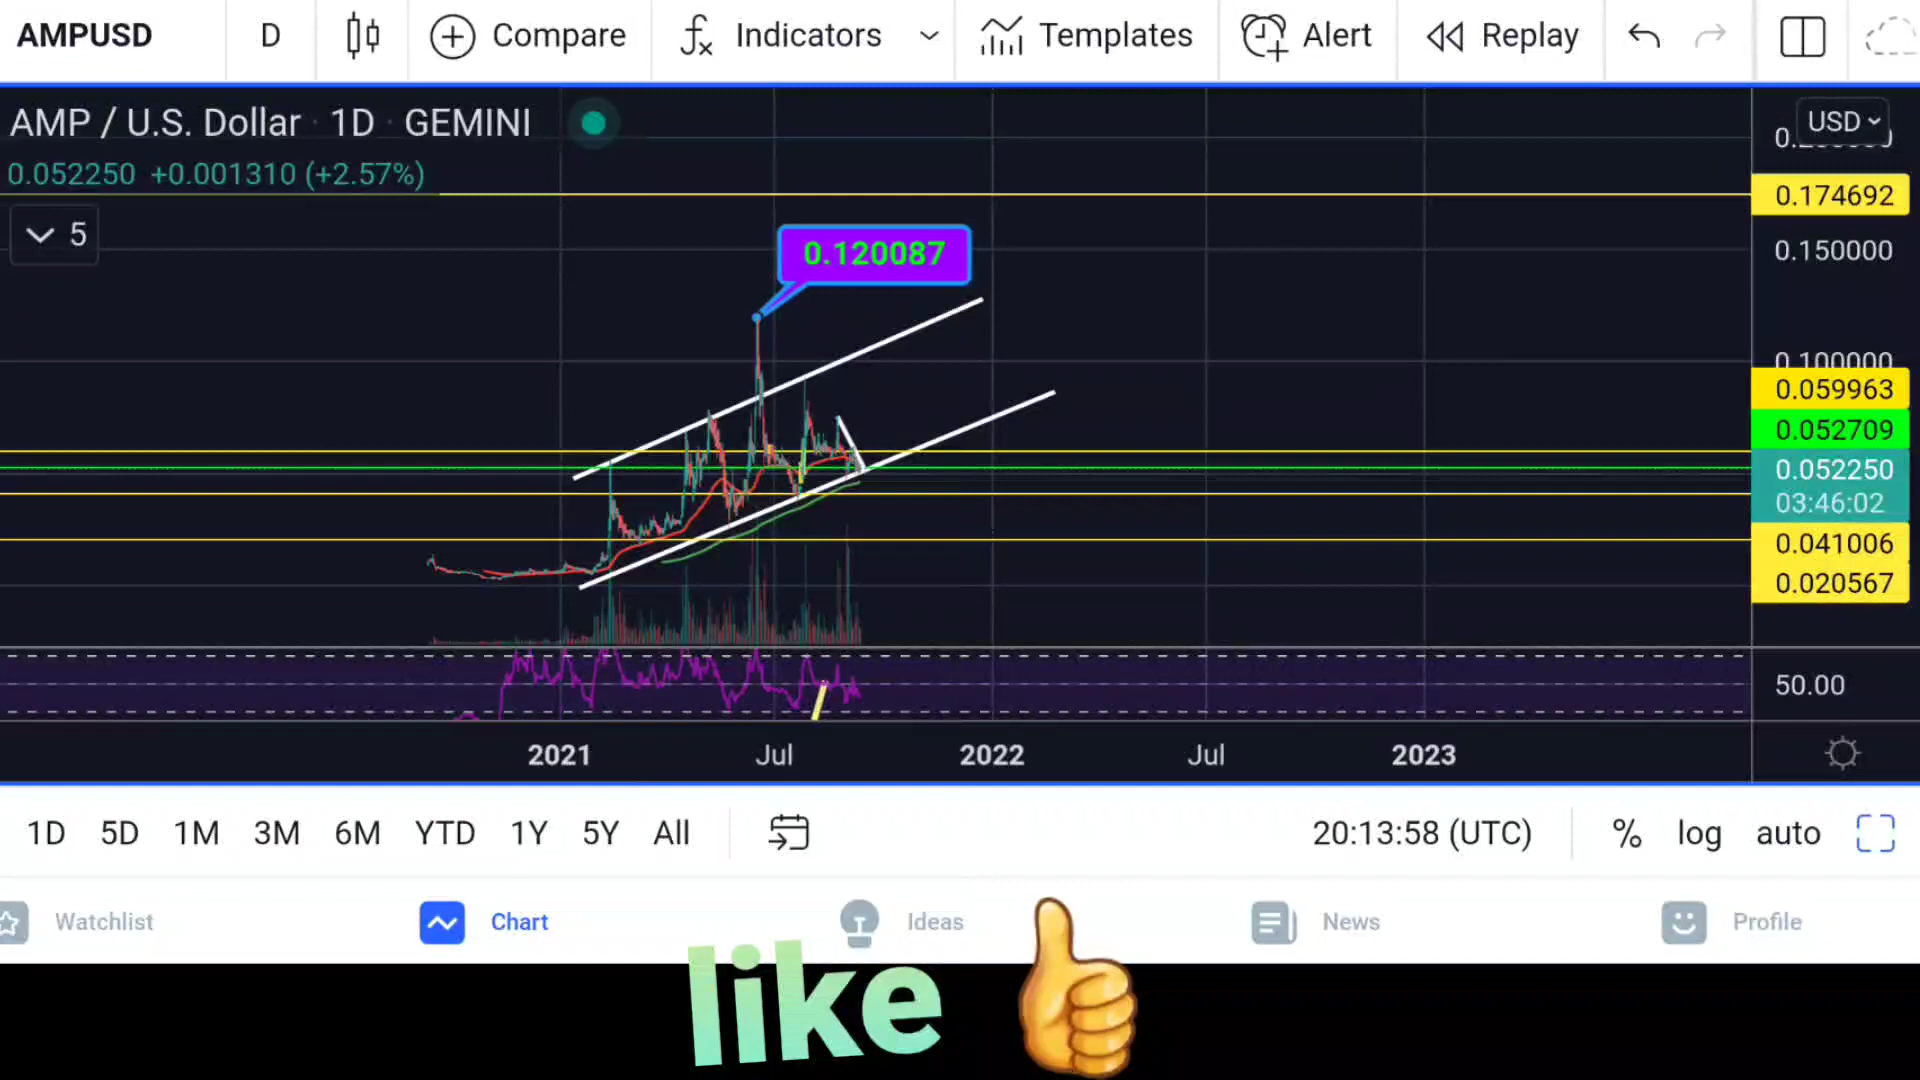 AMPUSD D Compare Indicators Templates Alert Replay
AMP / U.S. Dollar · 1D · GEMINI
USD
0.052250 +0.001310 (+2.57%)
0.174692
5
0.120087
0.150000
0.100000
0.059963
0.052709
0.052250
03:46:02
0.041006
0.020567
50.00
2021 Jul 2022 Jul 2023
1D 5D 1M 3M 6M YTD 1Y 5Y All 20:13:58 (UTC) % log auto
Watchlist Chart Ideas News Profile
like